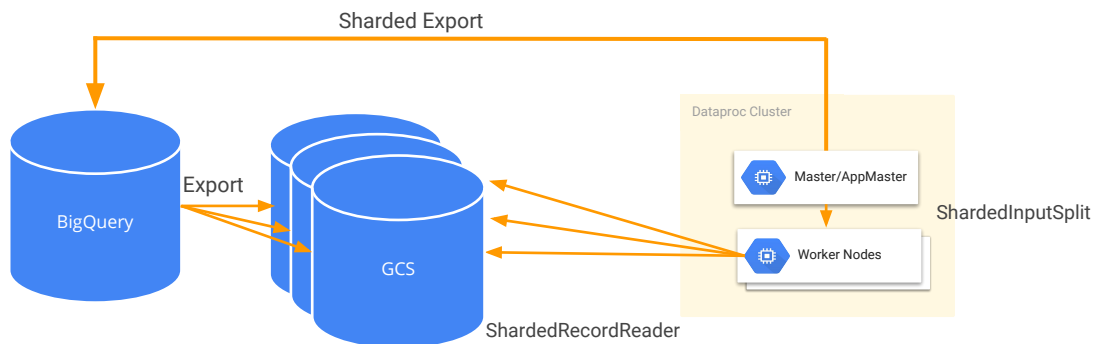 Sharded Export
Dataproc Cluster
Export
Master/AppMaster
BigQuery
ShardedInputSplit
Worker Nodes
GCS
ShardedRecordReader